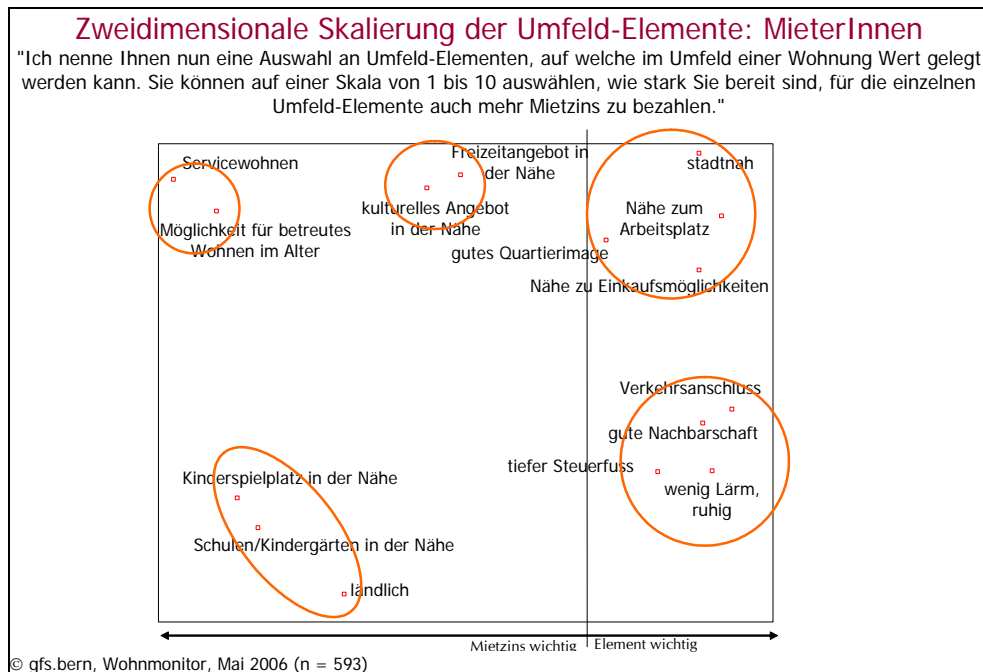 Zweidimensionale Skalierung der Umfeld-Elemente: MieterInnen
"Ich nenne Ihnen nun eine Auswahl an Umfeld-Elementen, auf welche im Umfeld einer Wohnung Wert gelegt
werden kann. Sie können auf einer Skala von 1 bis 10 auswählen, wie stark Sie bereit sind, für die einzelnen
Umfeld-Elemente auch mehr Mietzins zu bezahlen."
Servicewohnen
Möglichkeit für betreutes
Wohnen im Alter
Freizeitangebot in
der Nähe
kulturelles Angebot
in der Nähe
stadtnah
Nähe zum
Arbeitsplatz
gutes Quartierimage
Nähe zu Einkaufsmöglichkeiten
Verkehrsanschluss
gute Nachbarschaft
tiefer Steuerfuss
wenig Lärm,
ruhig
Kinderspielplatz in der Nähe
Schulen/Kindergärten in der Nähe
ländlich
Mietzins wichtig
Element wichtig
© gfs.bern, Wohnmonitor, Mai 2006 (n = 593)